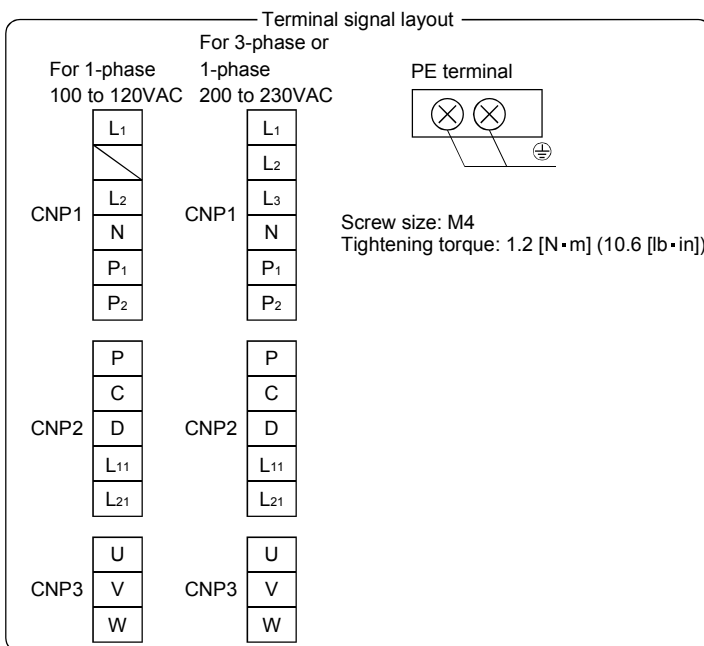 Terminal signal layout
For 1-phase
100 to 120VAC
For 3-phase or
1-phase
200 to 230VAC
PE terminal
CNP1
L1
L2
N
P1
P2
CNP1
L1
L2
L3
N
P1
P2
Screw size: M4
Tightening torque: 1.2 [N▪m] (10.6 [lb▪in])
CNP2
P
C
D
L11
L21
CNP2
P
C
D
L11
L21
CNP3
U
V
W
CNP3
U
V
W